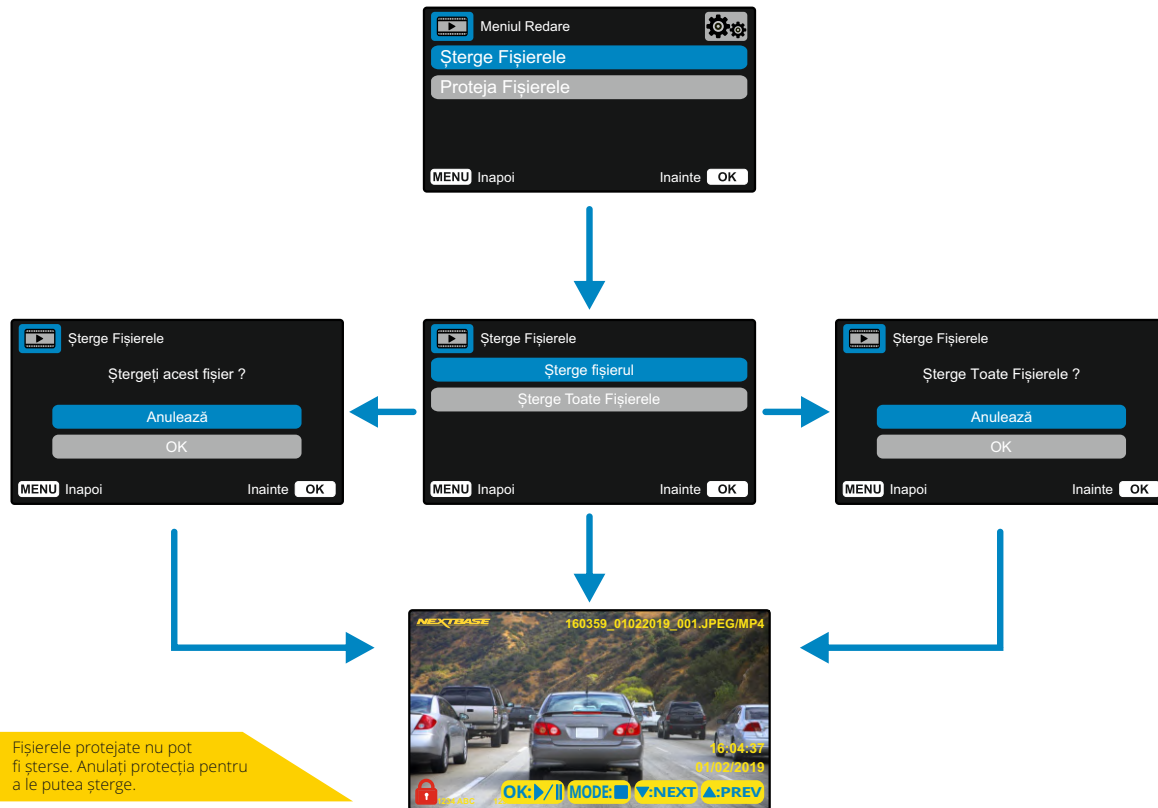 Meniul Redare
Șterge Fișierele
Proteja Fișierele
MENU Inapoi Inainte OK
Șterge Fișierele
Ștergeți acest fișier ?
Anulează
OK
MENU Inapoi Inainte OK
Șterge Fișierele
Șterge fișierul
Șterge Toate Fișierele
MENU Inapoi Inainte OK
Șterge Fișierele
Șterge Toate Fișierele ?
Anulează
OK
MENU Inapoi Inainte OK
NEXTBASE 160359_01022019_001.JPEG/MP4
16:04:37
01/02/2019
OK: MODE: ▼:NEXT ▲:PREV
Fișierele protejate nu pot
fi șterse. Anulați protecția pentru
a le putea șterge.